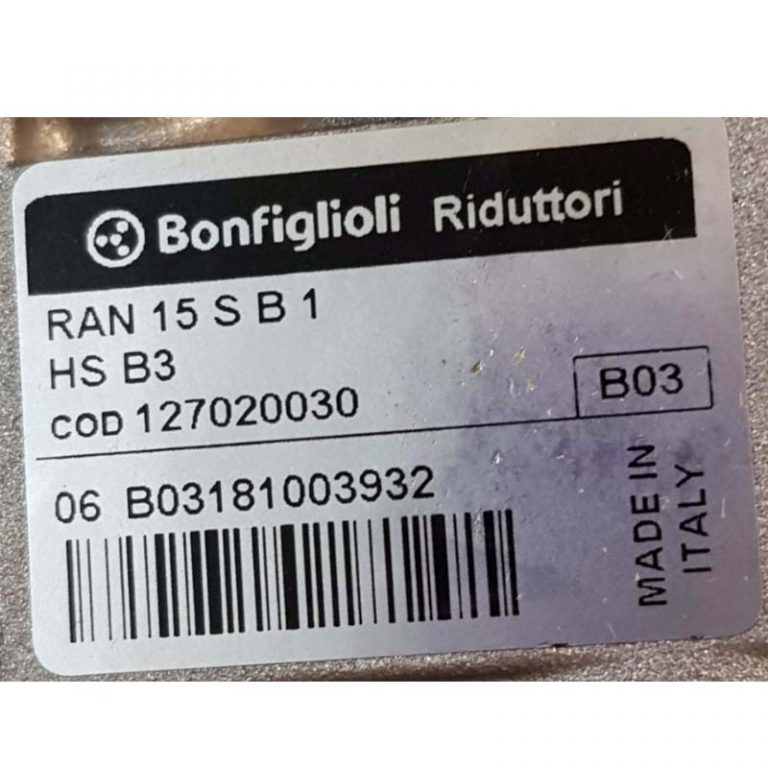 Bonfiglioli Riduttori
RAN 15 S B 1
HS B3
COD 127020030
B03
06 B03181003932
MADE IN
ITALY